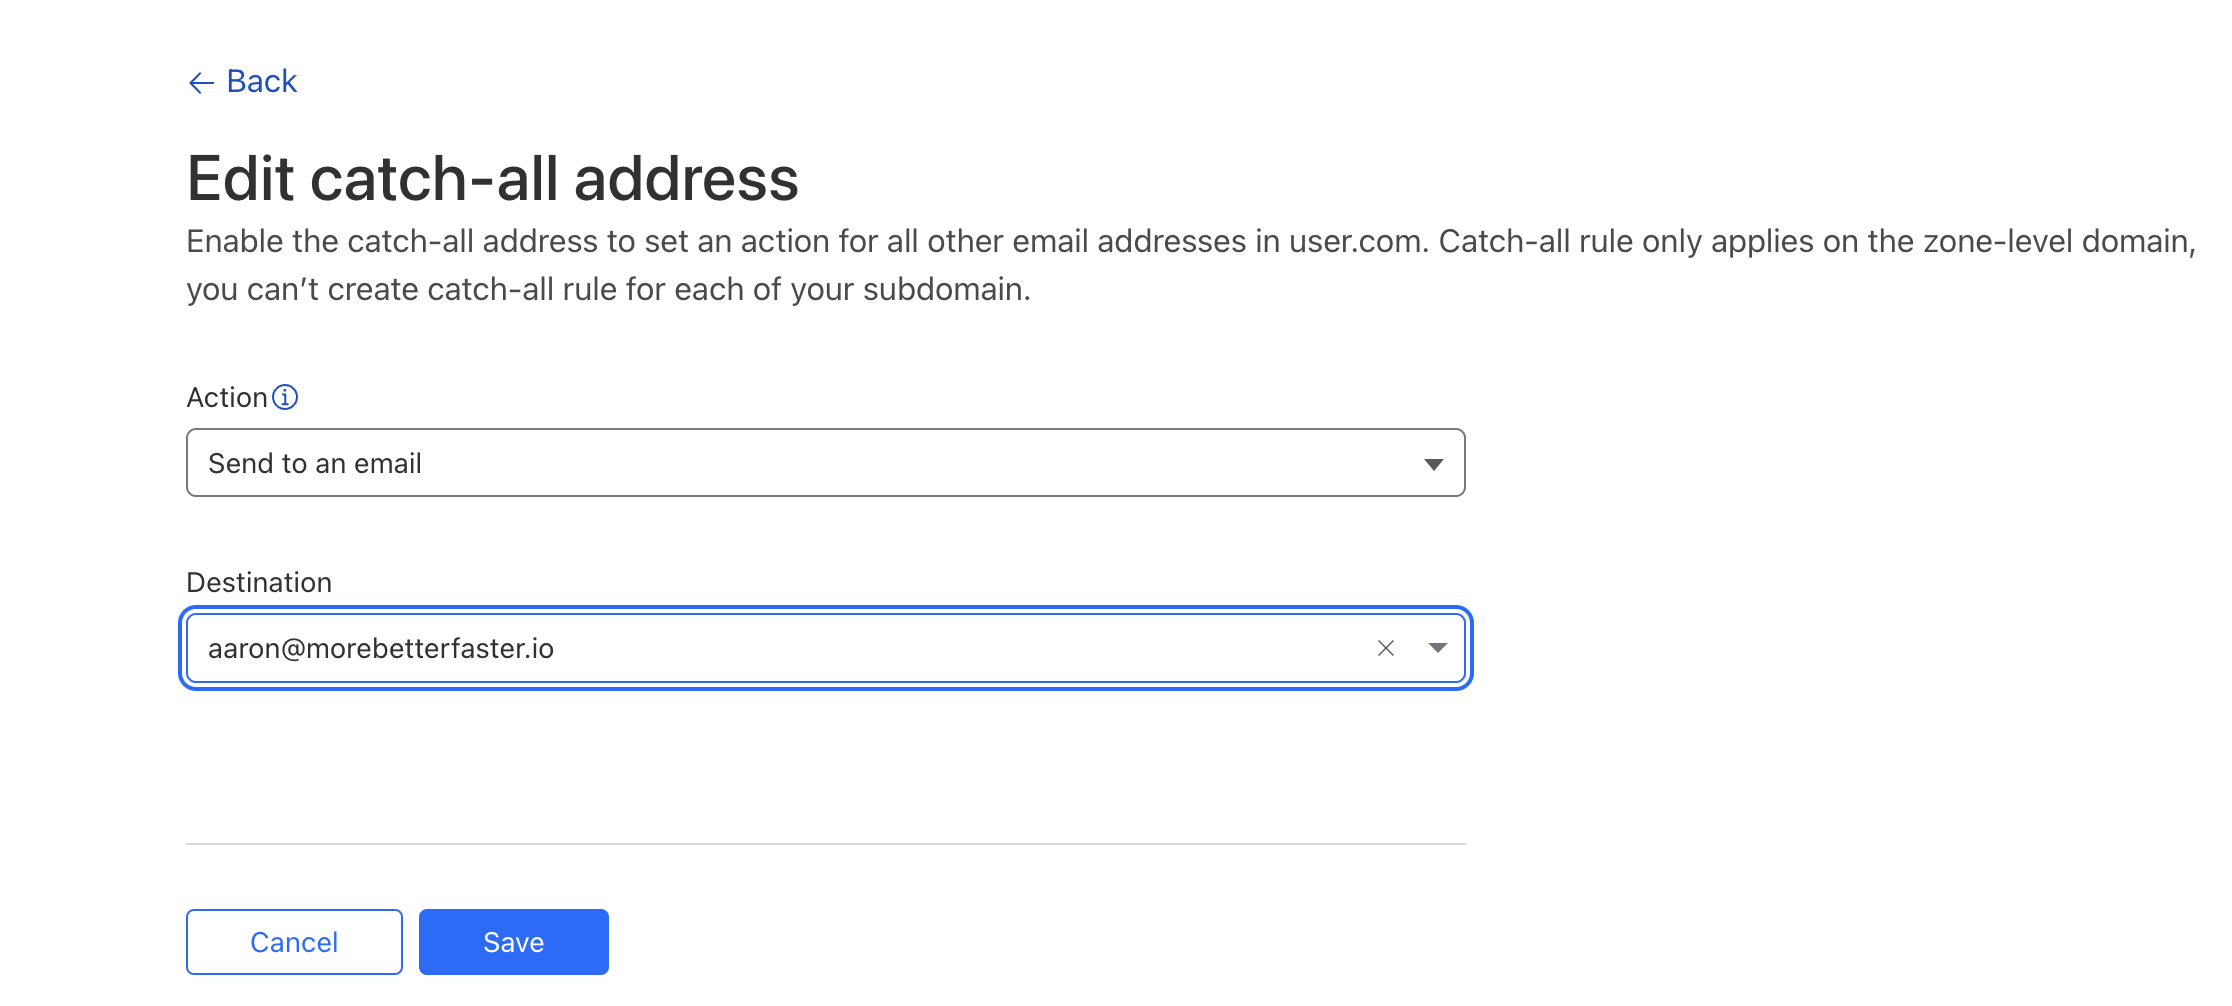 Back
Edit catch-all address
Enable the catch-all address to set an action for all other email addresses in user.com. Catch-all rule only applies on the zone-level domain,
you can’t create catch-all rule for each of your subdomain.
Action
Send to an email
Destination
aaron@morebetterfaster.io
Cancel
Save